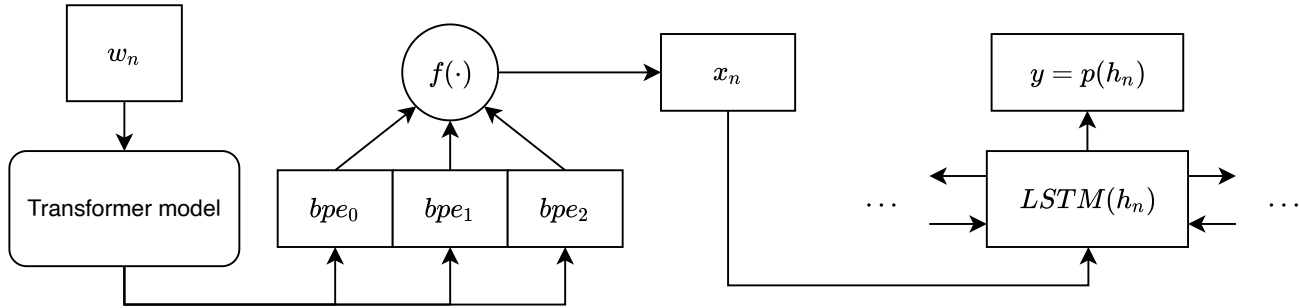 w_n
Transformer model
bpe_0 bpe_1 bpe_2
f(·)
x_n
y = p(h_n)
... LSTM(h_n) ...